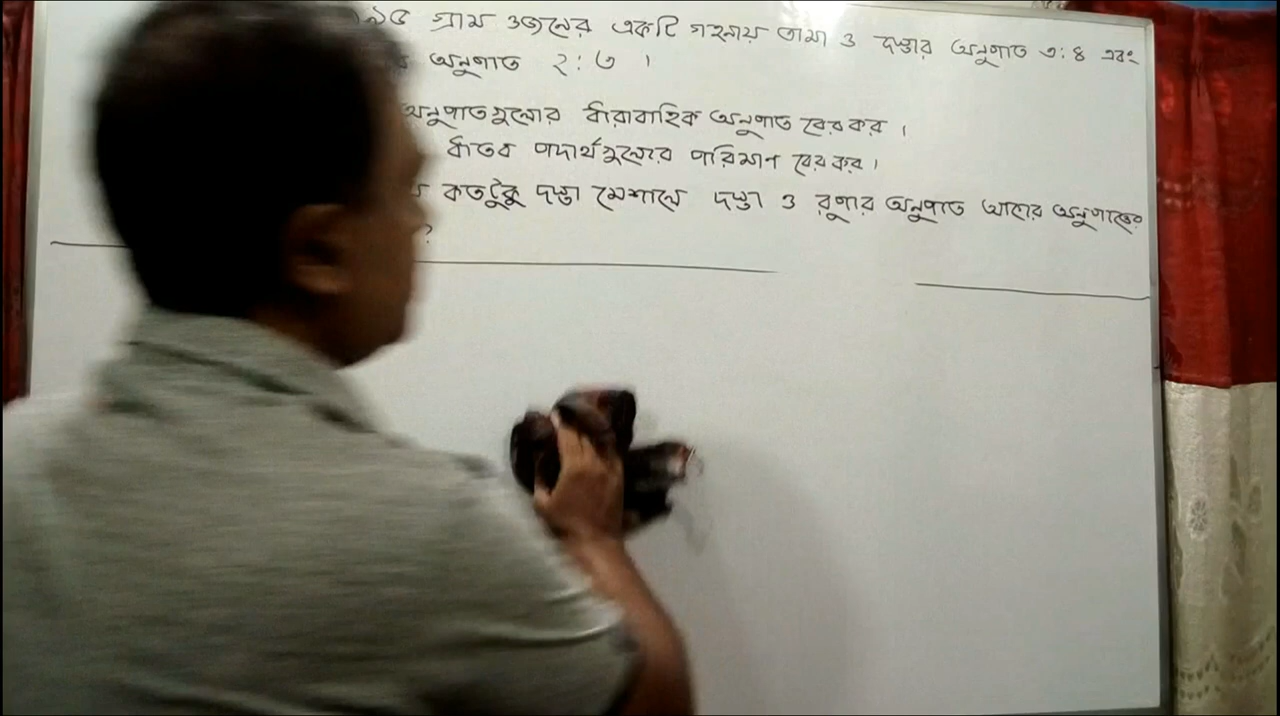 ১৯৫ গ্রাম ওজনের একটি গহনায় তামা ও দস্তার অনুপাত ৩:৪ এবং
অনুপাত ২:৩ ।
অনুপাতগুলোর ধারাবাহিক অনুপাত বের কর ।
ধাতব পদার্থগুলোর পরিমাণ বের কর ।
কতটুকু দস্তা মেশালে দস্তা ও রুপার অনুপাত আগের অনুপাতের
?